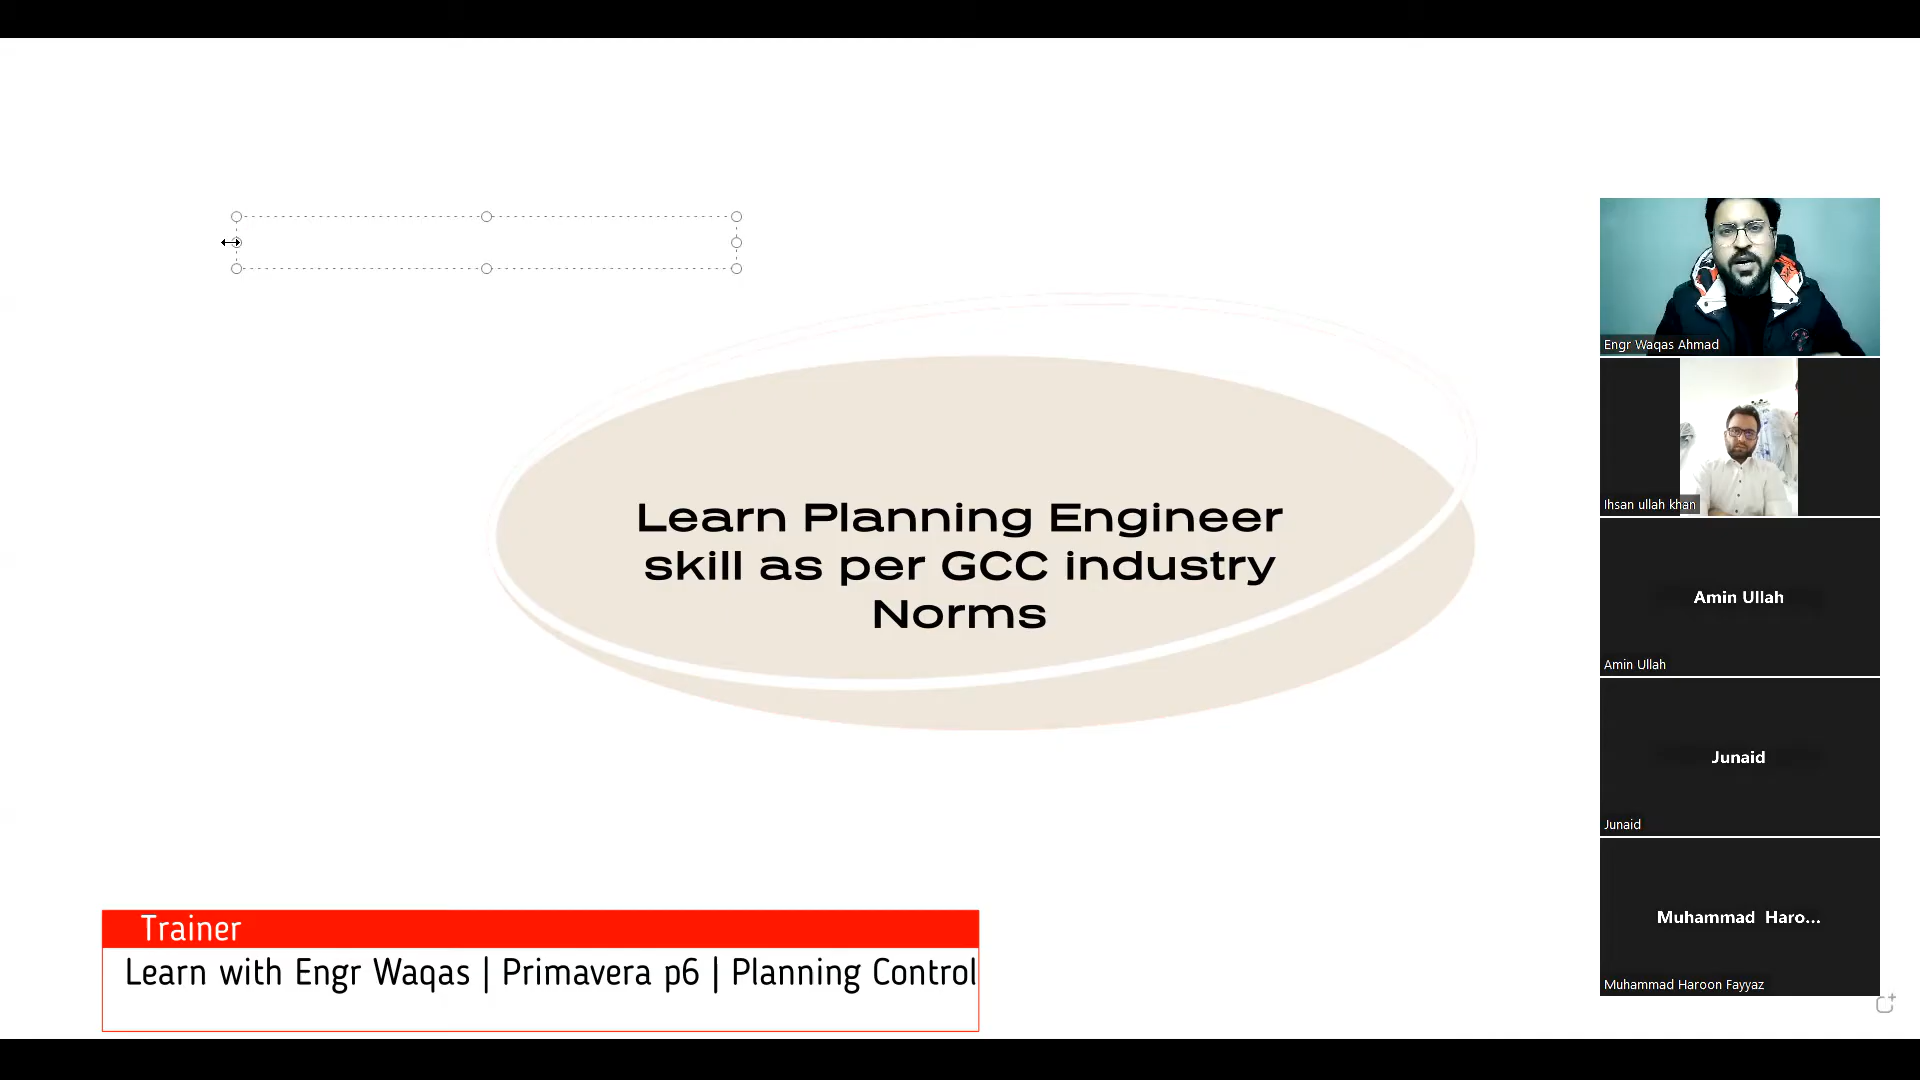 Learn Planning Engineer
skill as per GCC industry
Norms
Trainer
Learn with Engr Waqas | Primavera p6 | Planning Control
Engr Waqas Ahmad
Ihsan ullah khan
Amin Ullah
Amin Ullah
Junaid
Junaid
Muhammad Haro...
Muhammad Haroon Fayyaz